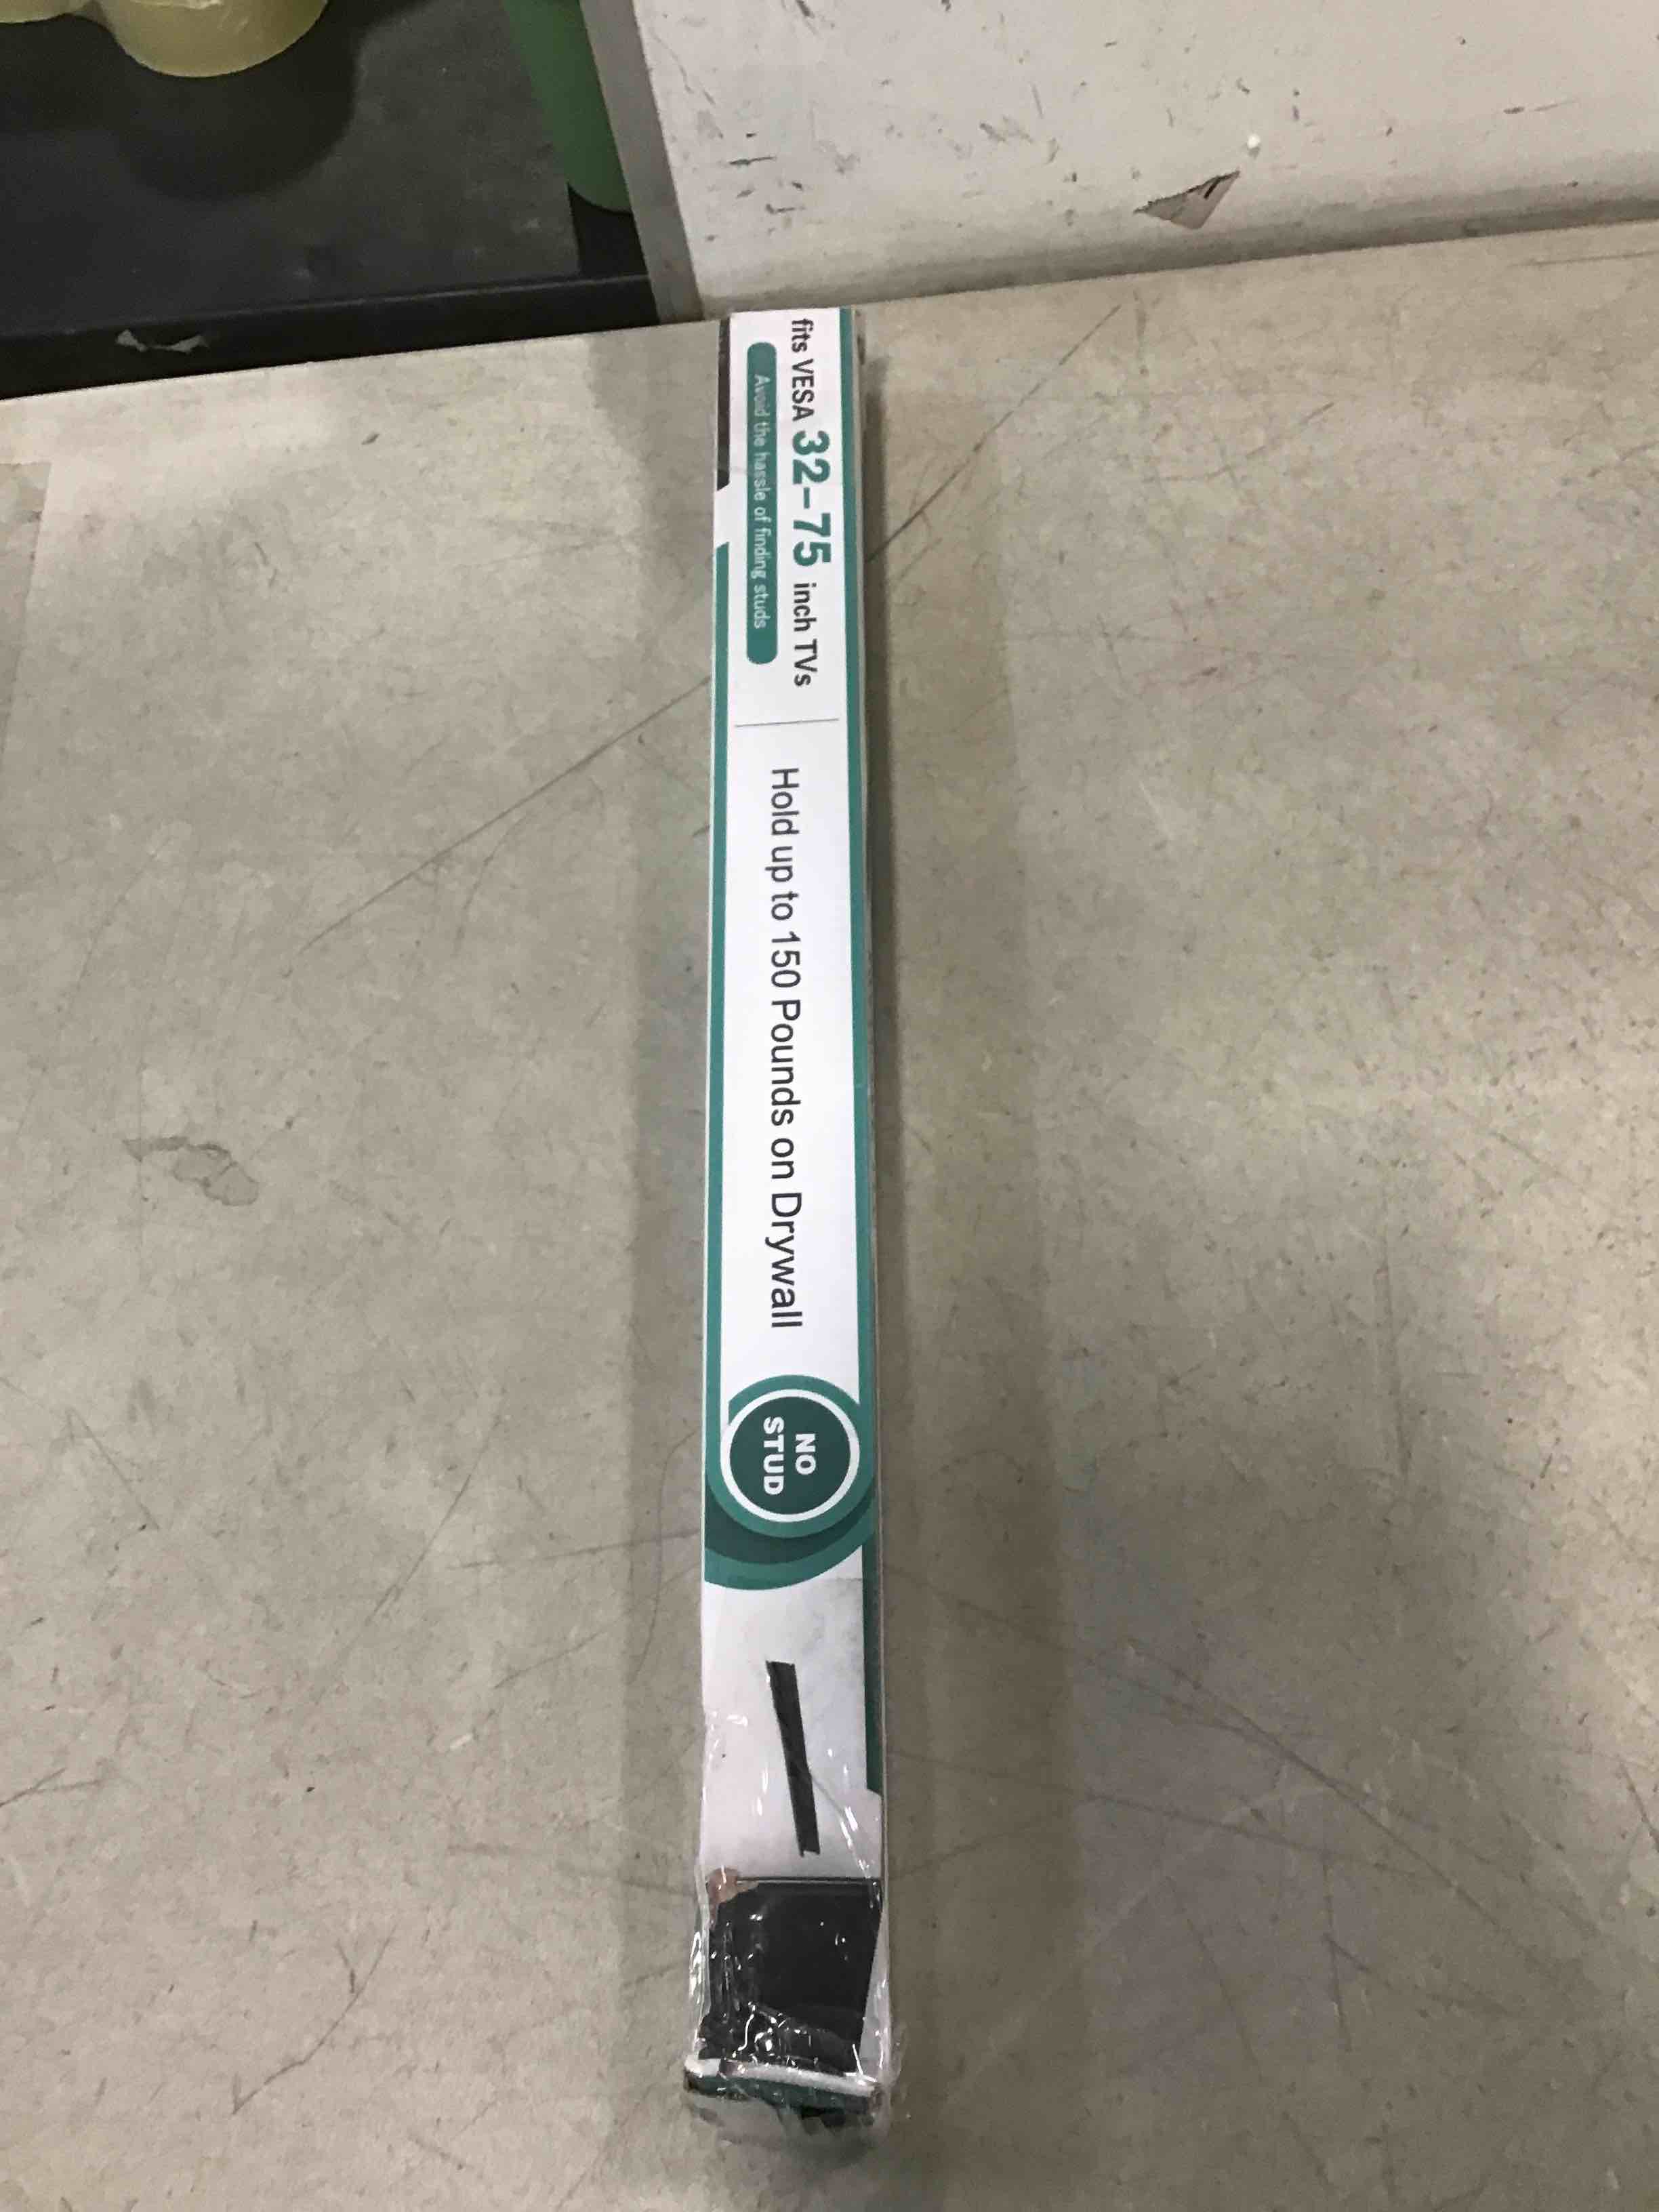 fits VESA 32-75 inch TVs
Avoid the hassle of finding studs
Hold up to 150 Pounds on Drywall
NO
STUD